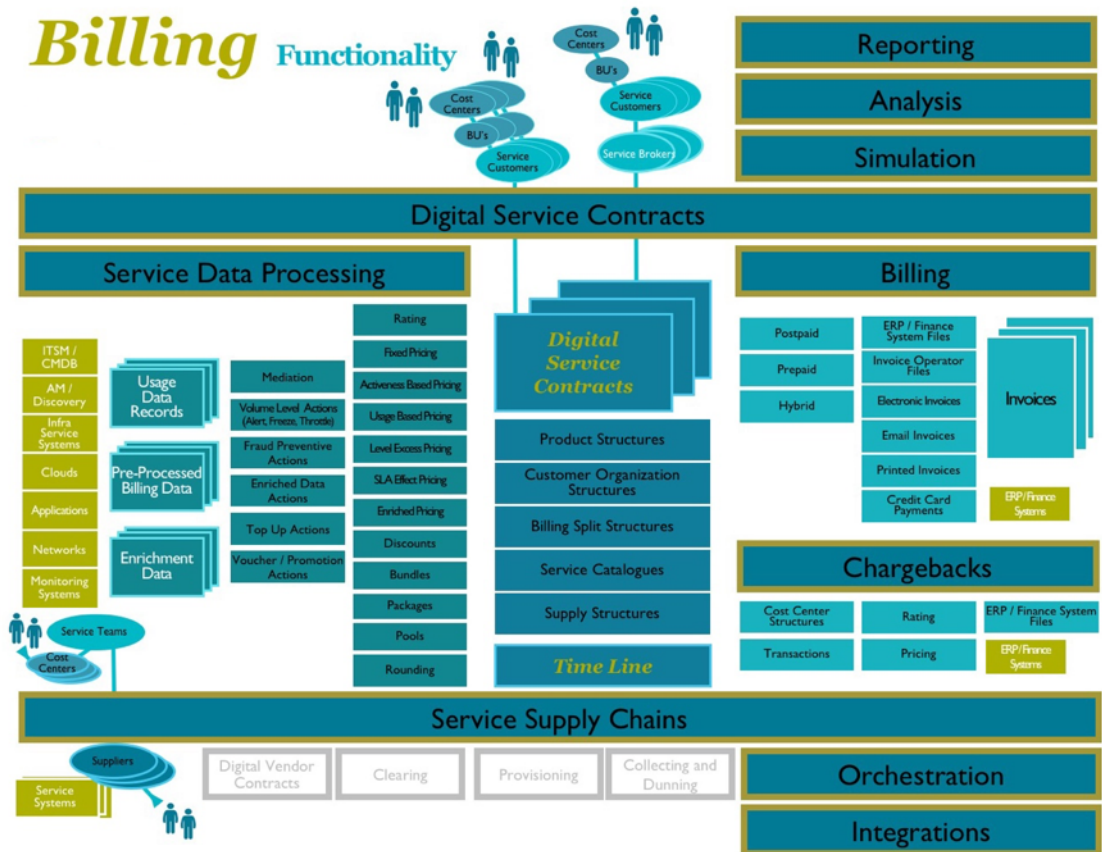 Billing Functionality
Cost
Centers
BU's
Service
Customers
Cost
Centers
BU's
Service
Customers
Service Brokers
Reporting
Analysis
Simulation
Digital Service Contracts
Service Data Processing
ITSM /
CMDB
AM /
Discovery
Infra
Service Systems
Clouds
Applications
Networks
Monitoring
Systems
Usage
Data
Records
Pre-Processed
Billing Data
Enrichment
Data
Mediation
Volume Level Actions
(Alert, Freeze, Throttle)
Fraud Preventive
Actions
Enriched Data
Actions
Top Up Actions
Voucher / Promotion
Actions
Rating
Fixed Pricing
Activeness Based Pricing
Usage Based Pricing
Level Excess Pricing
SLA Effect Pricing
Enriched Pricing
Discounts
Bundles
Packages
Pools
Rounding
Digital
Service
Contracts
Product Structures
Customer Organization
Structures
Billing Split Structures
Service Catalogues
Supply Structures
Time Line
Billing
Postpaid
Prepaid
Hybrid
ERP / Finance
System Files
Invoice Operator
Files
Electronic Invoices
Email Invoices
Printed Invoices
Credit Card
Payments
Invoices
ERP / Finance
Systems
Chargebacks
Cost Center
Structures
Rating
ERP / Finance System
Files
Transactions
Pricing
ERP / Finance
Systems
Service Teams
Cost
Centers
Service Supply Chains
Suppliers
Service
Systems
Digital Vendor
Contracts
Clearing
Provisioning
Collecting and
Dunning
Orchestration
Integrations